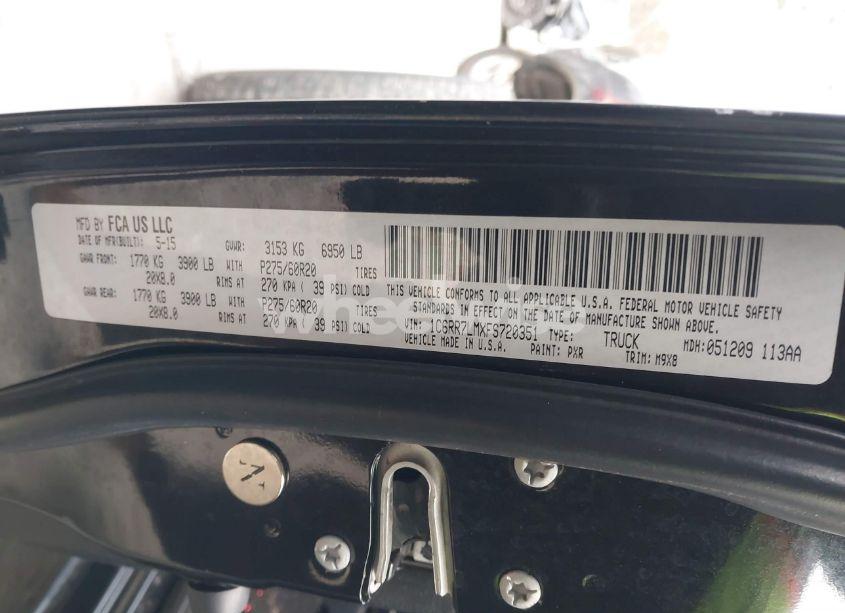 MFD BY FCA US LLC
DATE OF MFR(BUILT): 5-15 GVWR: 3153 KG 6950 LB
GAWR FRONT: 1770 KG 3900 LB WITH P275/60R20 TIRES
20X8.0 RIMS AT 270 KPA ( 39 PSI) COLD
GAWR REAR: 1770 KG 3900 LB WITH P275/60R20 TIRES
20X8.0 RIMS AT 270 KPA ( 39 PSI) COLD
THIS VEHICLE CONFORMS TO ALL APPLICABLE U.S.A. FEDERAL MOTOR VEHICLE SAFETY
STANDARDS IN EFFECT ON THE DATE OF MANUFACTURE SHOWN ABOVE.
VIN: 1C6RR7LMXFS720351 TYPE: TRUCK MDH: 051209 113AA
VEHICLE MADE IN U.S.A. PAINT: PXR TRIM: M9X8